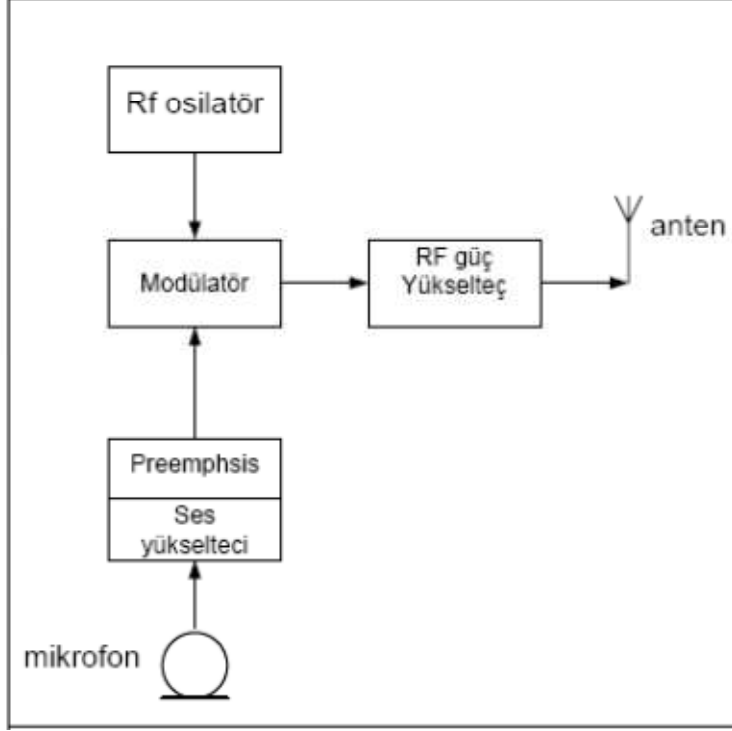 Rf osilatör
anten
Modülatör
RF güç
Yükselteç
Preemphsis
Ses
yükselteci
mikrofon